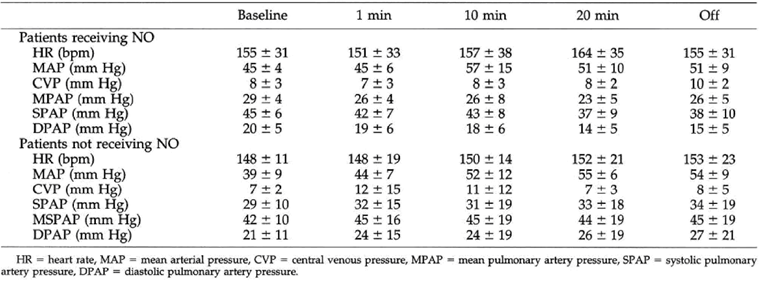 Baseline 1 min 10 min 20 min Off
Patients receiving NO
HR (bpm) 155 ± 31 151 ± 33 157 ± 38 164 ± 35 155 ± 31
MAP (mm Hg) 45 ± 4 45 ± 6 57 ± 15 51 ± 10 51 ± 9
CVP (mm Hg) 8 ± 3 7 ± 3 8 ± 3 8 ± 2 10 ± 2
MPAP (mm Hg) 29 ± 4 26 ± 4 26 ± 8 23 ± 5 26 ± 5
SPAP (mm Hg) 45 ± 6 42 ± 7 43 ± 8 37 ± 9 38 ± 10
DPAP (mm Hg) 20 ± 5 19 ± 6 18 ± 6 14 ± 5 15 ± 5
Patients not receiving NO
HR (bpm) 148 ± 11 148 ± 19 150 ± 14 152 ± 21 153 ± 23
MAP (mm Hg) 39 ± 9 44 ± 7 52 ± 12 55 ± 6 54 ± 9
CVP (mm Hg) 7 ± 2 12 ± 15 11 ± 12 7 ± 3 8 ± 5
SPAP (mm Hg) 29 ± 10 32 ± 15 31 ± 19 33 ± 18 34 ± 19
MSPAP (mm Hg) 42 ± 10 45 ± 16 45 ± 19 44 ± 19 45 ± 19
DPAP (mm Hg) 21 ± 11 24 ± 15 24 ± 19 26 ± 19 27 ± 21
HR = heart rate, MAP = mean arterial pressure, CVP = central venous pressure, MPAP = mean pulmonary artery pressure, SPAP = systolic pulmonary
artery pressure, DPAP = diastolic pulmonary artery pressure.